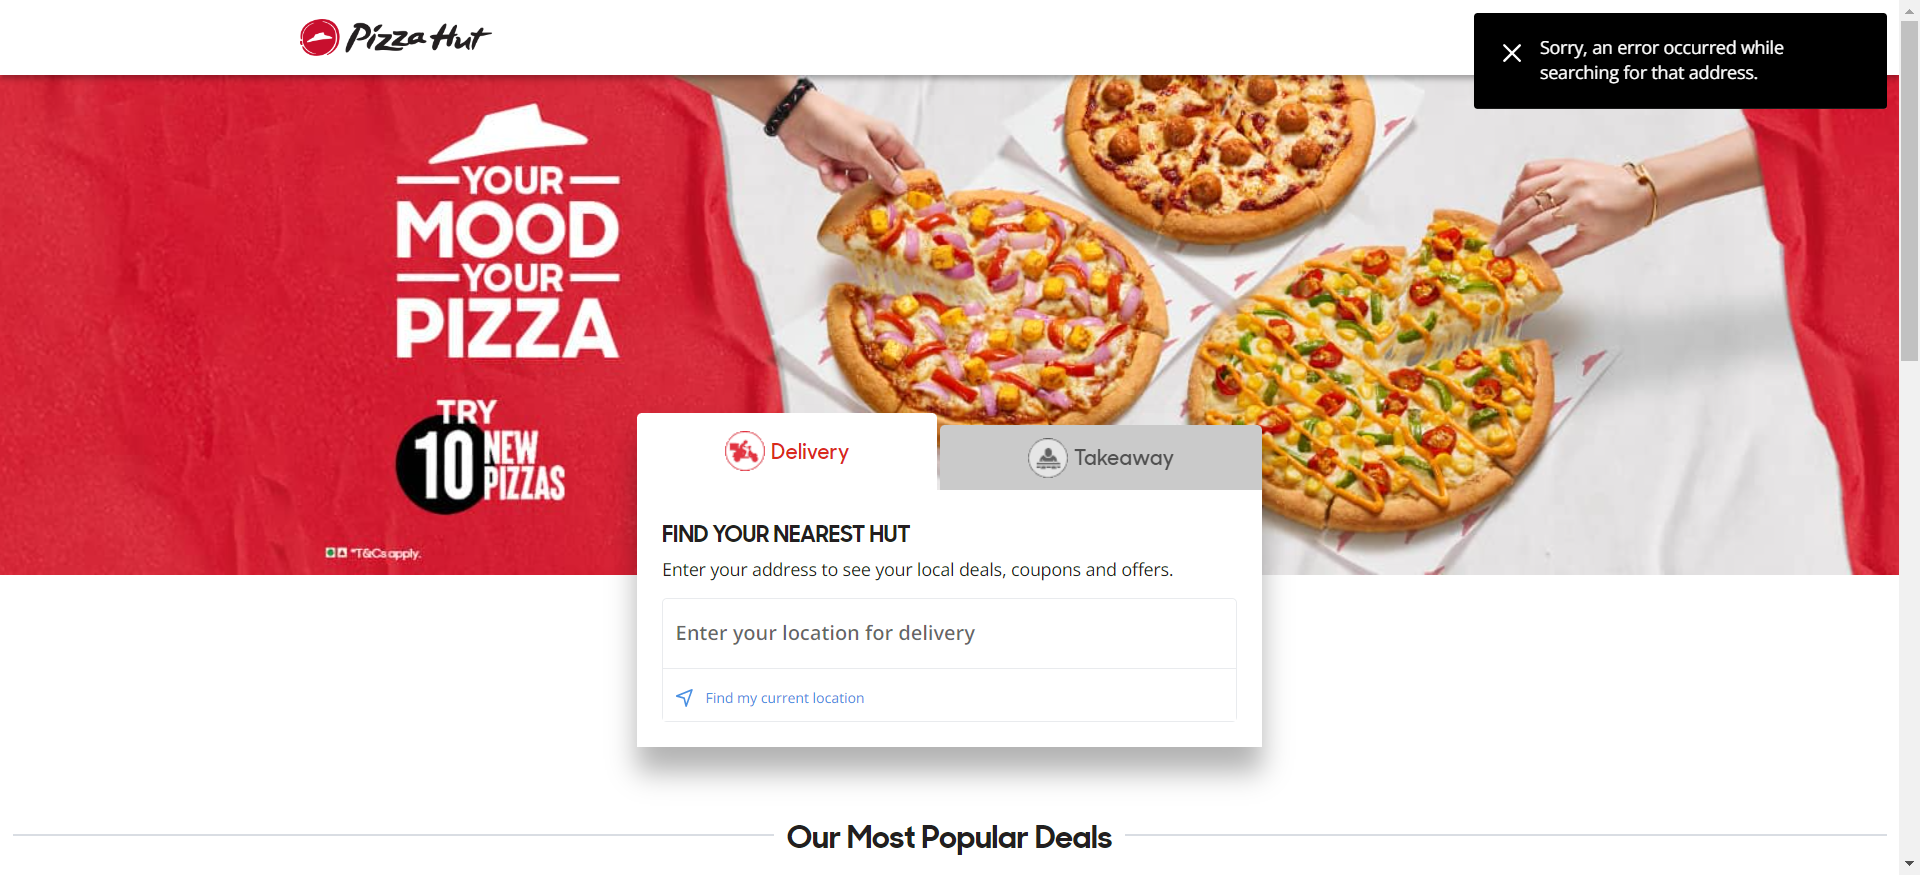 Pizza Hut
Sorry, an error occurred while
searching for that address.
YOUR
MOOD
YOUR
PIZZA
TRY
10 NEW
PIZZAS
*T&Cs apply.
Delivery
Takeaway
FIND YOUR NEAREST HUT
Enter your address to see your local deals, coupons and offers.
Enter your location for delivery
Find my current location
Our Most Popular Deals